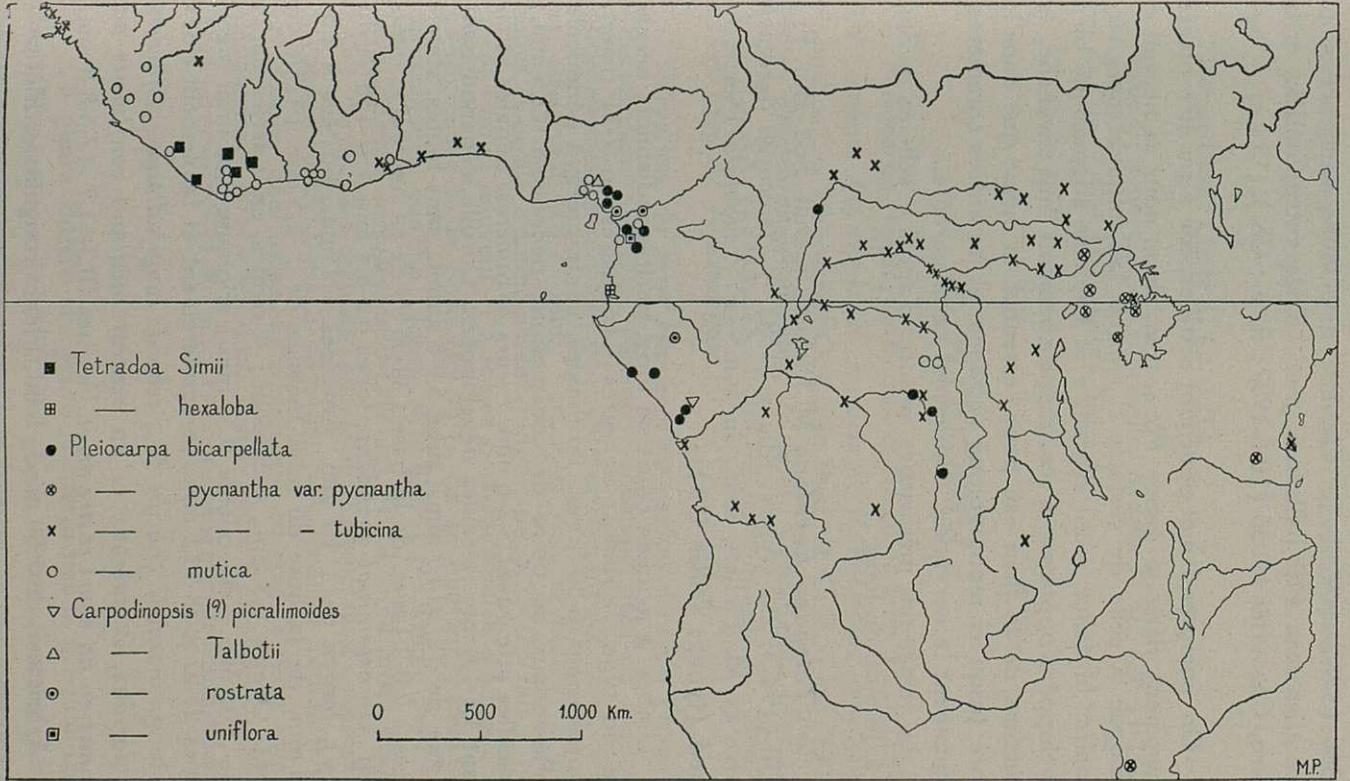 Tetradoa Simii
— hexaloba
Pleiocarpa bicarpellata
— pycnantha var. pycnantha
— — – tubicina
— mutica
Carpodinopsis (?) picralimoides
— Talbotii
— rostrata
— uniflora
0 500 1.000 Km.
M.P.